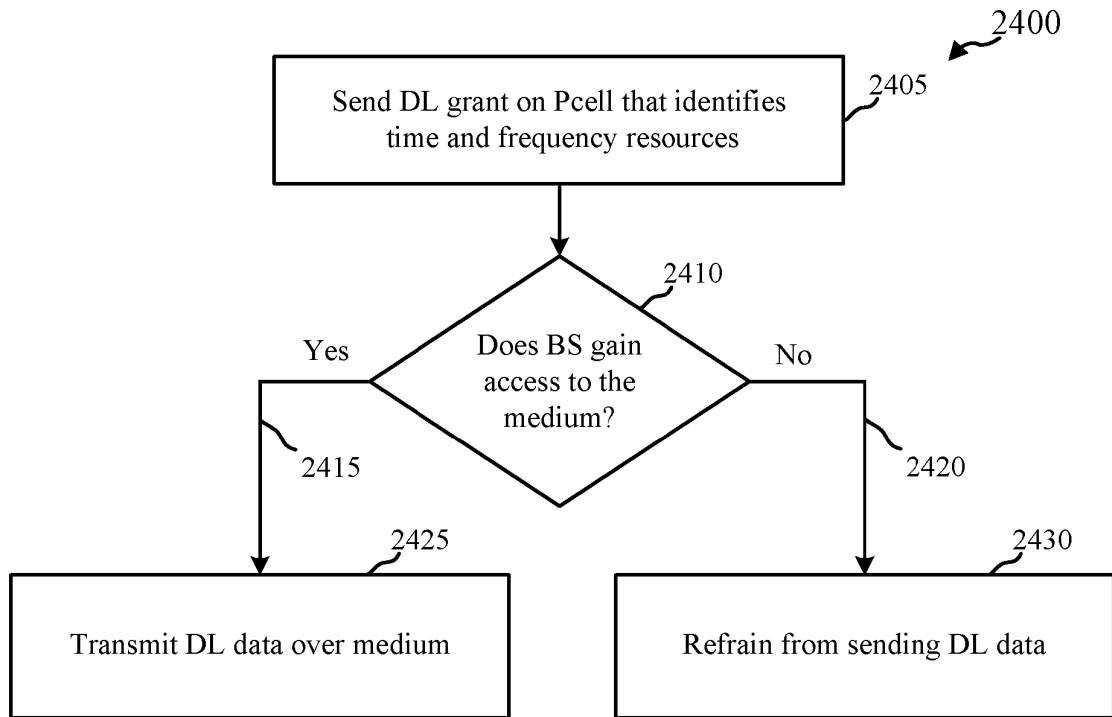 2400
Send DL grant on Pcell that identifies
time and frequency resources
2405
2410
Does BS gain
access to the
medium?
Yes
No
2415
2420
2425
2430
Transmit DL data over medium
Refrain from sending DL data